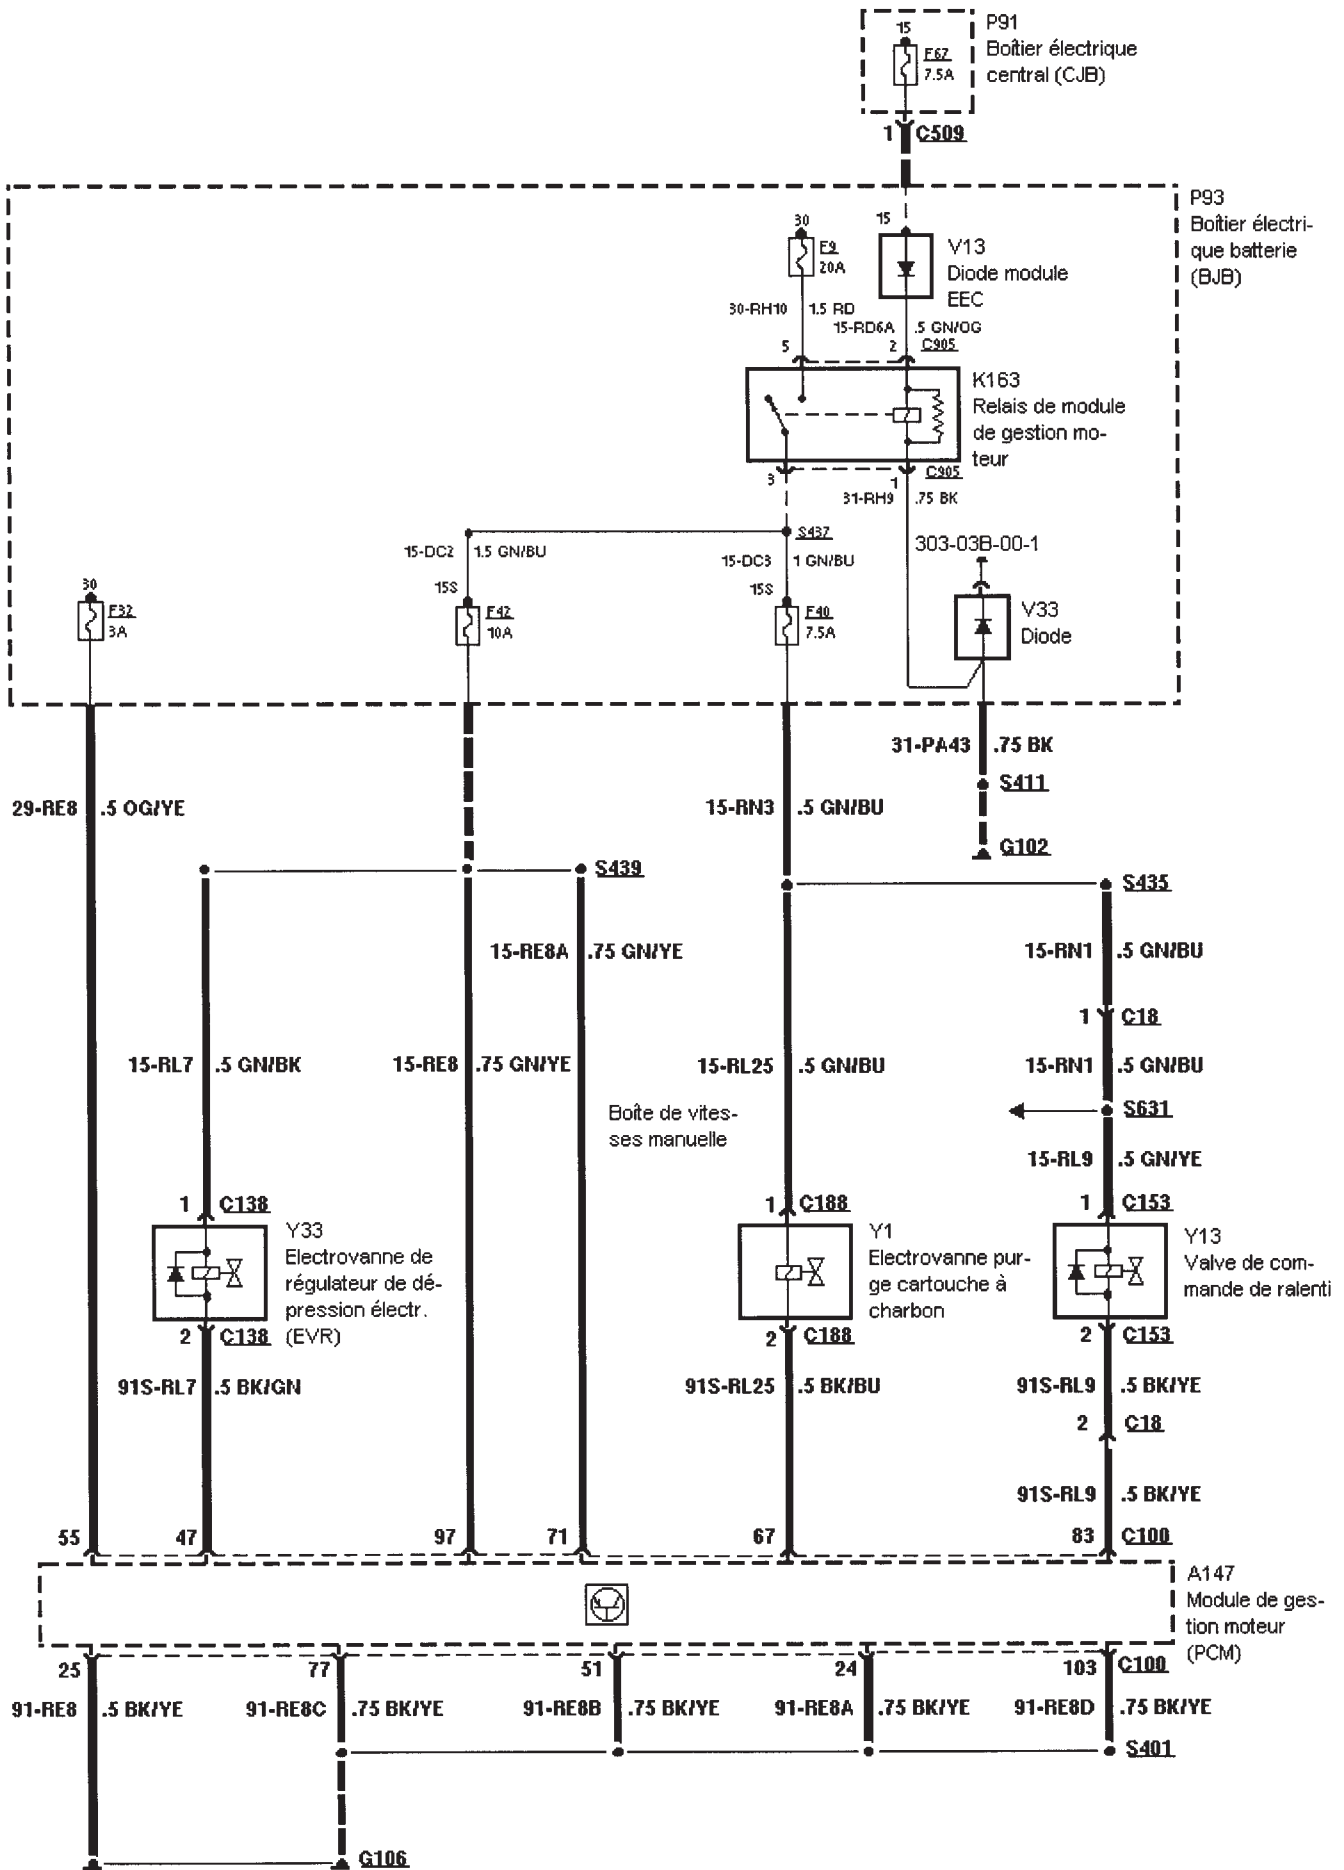 P91
Boîtier électrique
central (CJB)
15
F67
7.5A
1 C509
P93
Boîtier électri-
que batterie
(BJB)
30
F9
20A
15
V13
Diode module
EEC
30-RH10 1.5 RD
15-RD6A .5 GN/OG
5 2 C905
K163
Relais de module
de gestion mo-
teur
3 1 C905
31-RH9 .75 BK
S437
15-DC2 1.5 GN/BU
15-DC3 1 GN/BU
303-03B-00-1
30
F32
3A
15S
F42
10A
15S
F40
7.5A
V33
Diode
31-PA43 .75 BK
S411
G102
29-RE8 .5 OG/YE
15-RN3 .5 GN/BU
S439
S435
15-RE8A .75 GN/YE
15-RN1 .5 GN/BU
1 C18
15-RL7 .5 GN/BK
15-RE8 .75 GN/YE
15-RL25 .5 GN/BU
15-RN1 .5 GN/BU
Boîte de vites-
ses manuelle
S631
15-RL9 .5 GN/YE
1 C138
1 C188
1 C153
Y33
Electrovanne de
régulateur de dé-
pression électr.
(EVR)
Y1
Electrovanne pur-
ge cartouche à
charbon
Y13
Valve de com-
mande de ralenti
2 C138
2 C188
2 C153
91S-RL7 .5 BK/GN
91S-RL25 .5 BK/BU
91S-RL9 .5 BK/YE
2 C18
91S-RL9 .5 BK/YE
55 47 97 71 67 83 C100
A147
Module de ges-
tion moteur
(PCM)
25 77 51 24 103 C100
91-RE8 .5 BK/YE
91-RE8C .75 BK/YE
91-RE8B .75 BK/YE
91-RE8A .75 BK/YE
91-RE8D .75 BK/YE
S401
G106